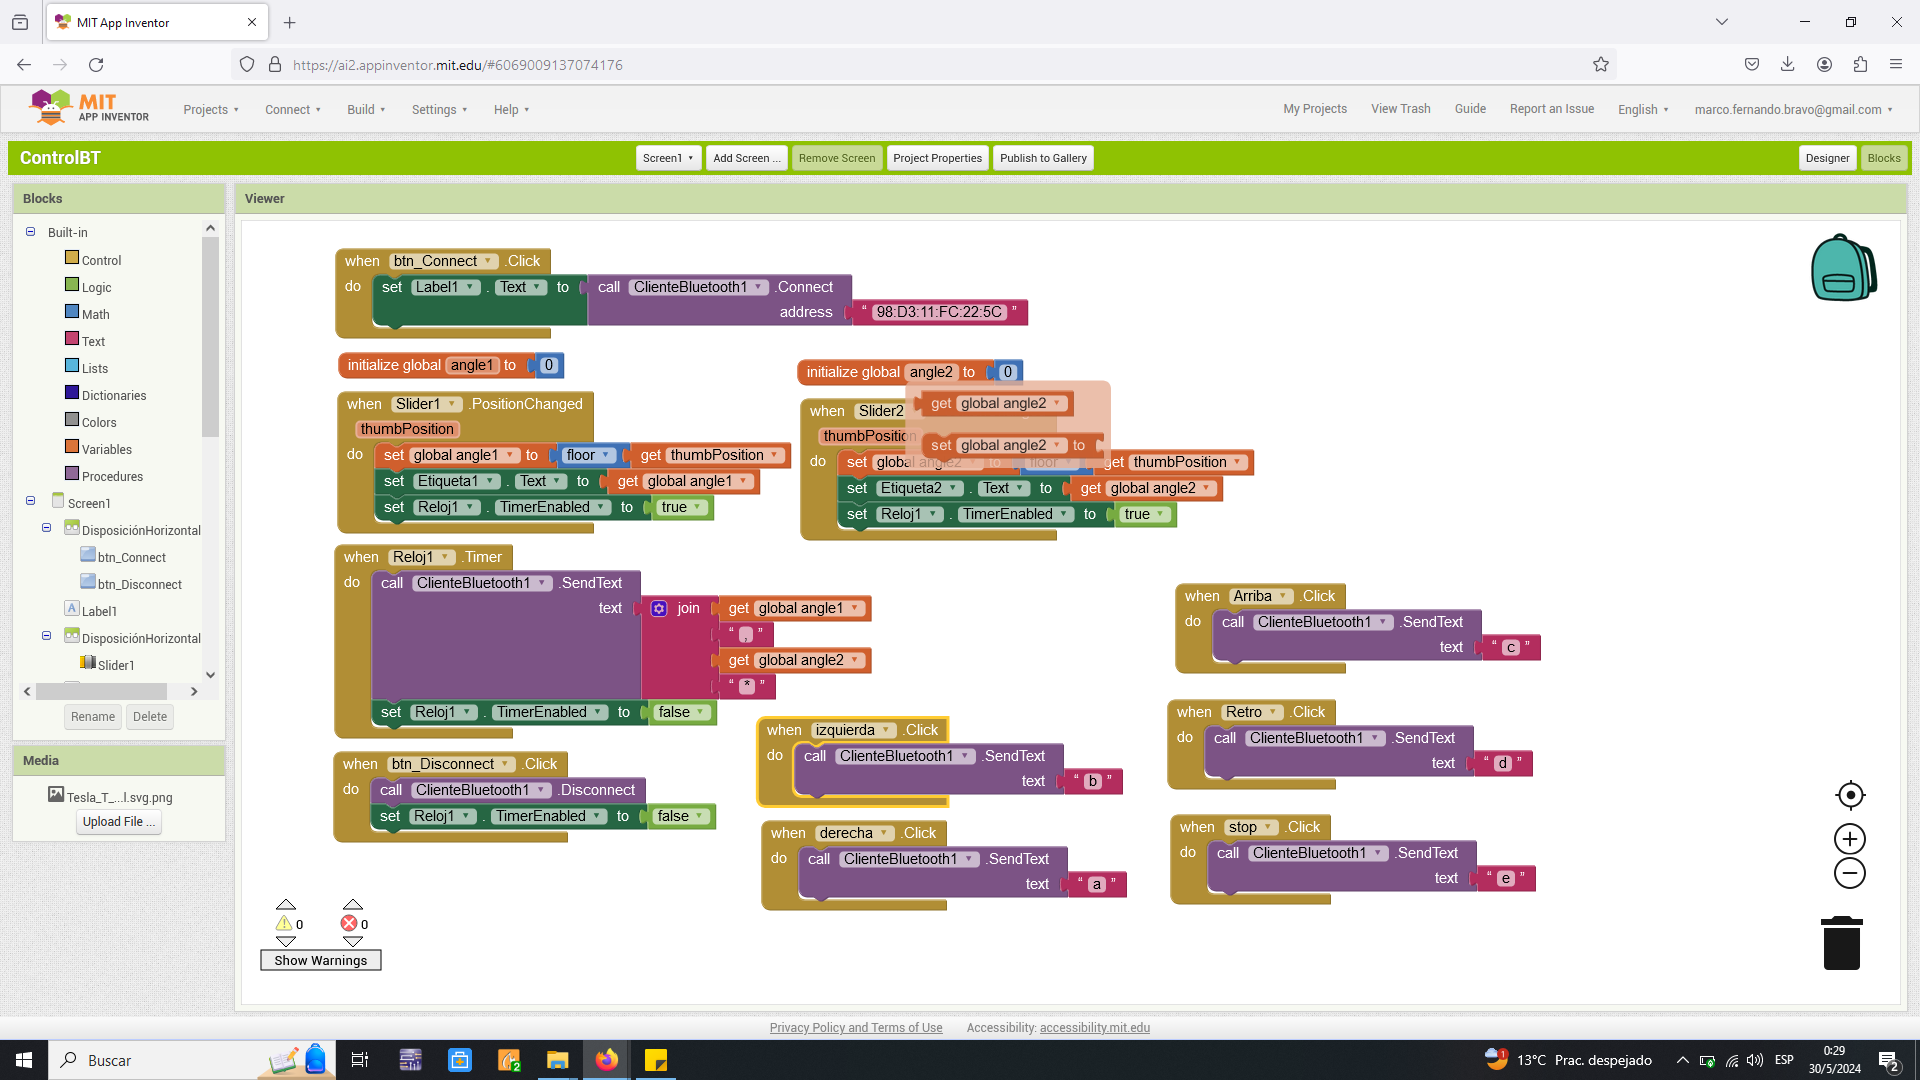 MIT App Inventor
https://ai2.appinventor.mit.edu/#6069009137074176
MIT
APP INVENTOR
Projects
Connect
Build
Settings
Help
My Projects
View Trash
Guide
Report an Issue
English
marco.fernando.bravo@gmail.com
ControlBT
Screen1
Add Screen ...
Remove Screen
Project Properties
Publish to Gallery
Designer
Blocks
Blocks
Built-in
Control
Logic
Math
Text
Lists
Dictionaries
Colors
Variables
Procedures
Screen1
DisposiciónHorizontal
btn_Connect
btn_Disconnect
Label1
DisposiciónHorizontal
Slider1
Rename
Delete
Media
Tesla_T_...l.svg.png
Upload File ...
Viewer
when btn_Connect .Click
do set Label1 . Text to call ClienteBluetooth1 .Connect
address “ 98:D3:11:FC:22:5C ”
initialize global angle1 to 0
when Slider1 .PositionChanged
thumbPosition
do set global angle1 to floor get thumbPosition
set Etiqueta1 . Text to get global angle1
set Reloj1 . TimerEnabled to true
initialize global angle2 to 0
get global angle2
set global angle2 to
when Slider2
thumbPosition
do set global angle2 to floor get thumbPosition
set Etiqueta2 . Text to get global angle2
set Reloj1 . TimerEnabled to true
when Reloj1 .Timer
do call ClienteBluetooth1 .SendText
text join get global angle1
“ , ”
get global angle2
“ * ”
set Reloj1 . TimerEnabled to false
when btn_Disconnect .Click
do call ClienteBluetooth1 .Disconnect
set Reloj1 . TimerEnabled to false
when izquierda .Click
do call ClienteBluetooth1 .SendText
text “ b ”
when derecha .Click
do call ClienteBluetooth1 .SendText
text “ a ”
when Arriba .Click
do call ClienteBluetooth1 .SendText
text “ c ”
when Retro .Click
do call ClienteBluetooth1 .SendText
text “ d ”
when stop .Click
do call ClienteBluetooth1 .SendText
text “ e ”
0
0
Show Warnings
Privacy Policy and Terms of Use
Accessibility: accessibility.mit.edu
Buscar
2
1
13°C Prac. despejado
ESP
0:29
30/5/2024
2